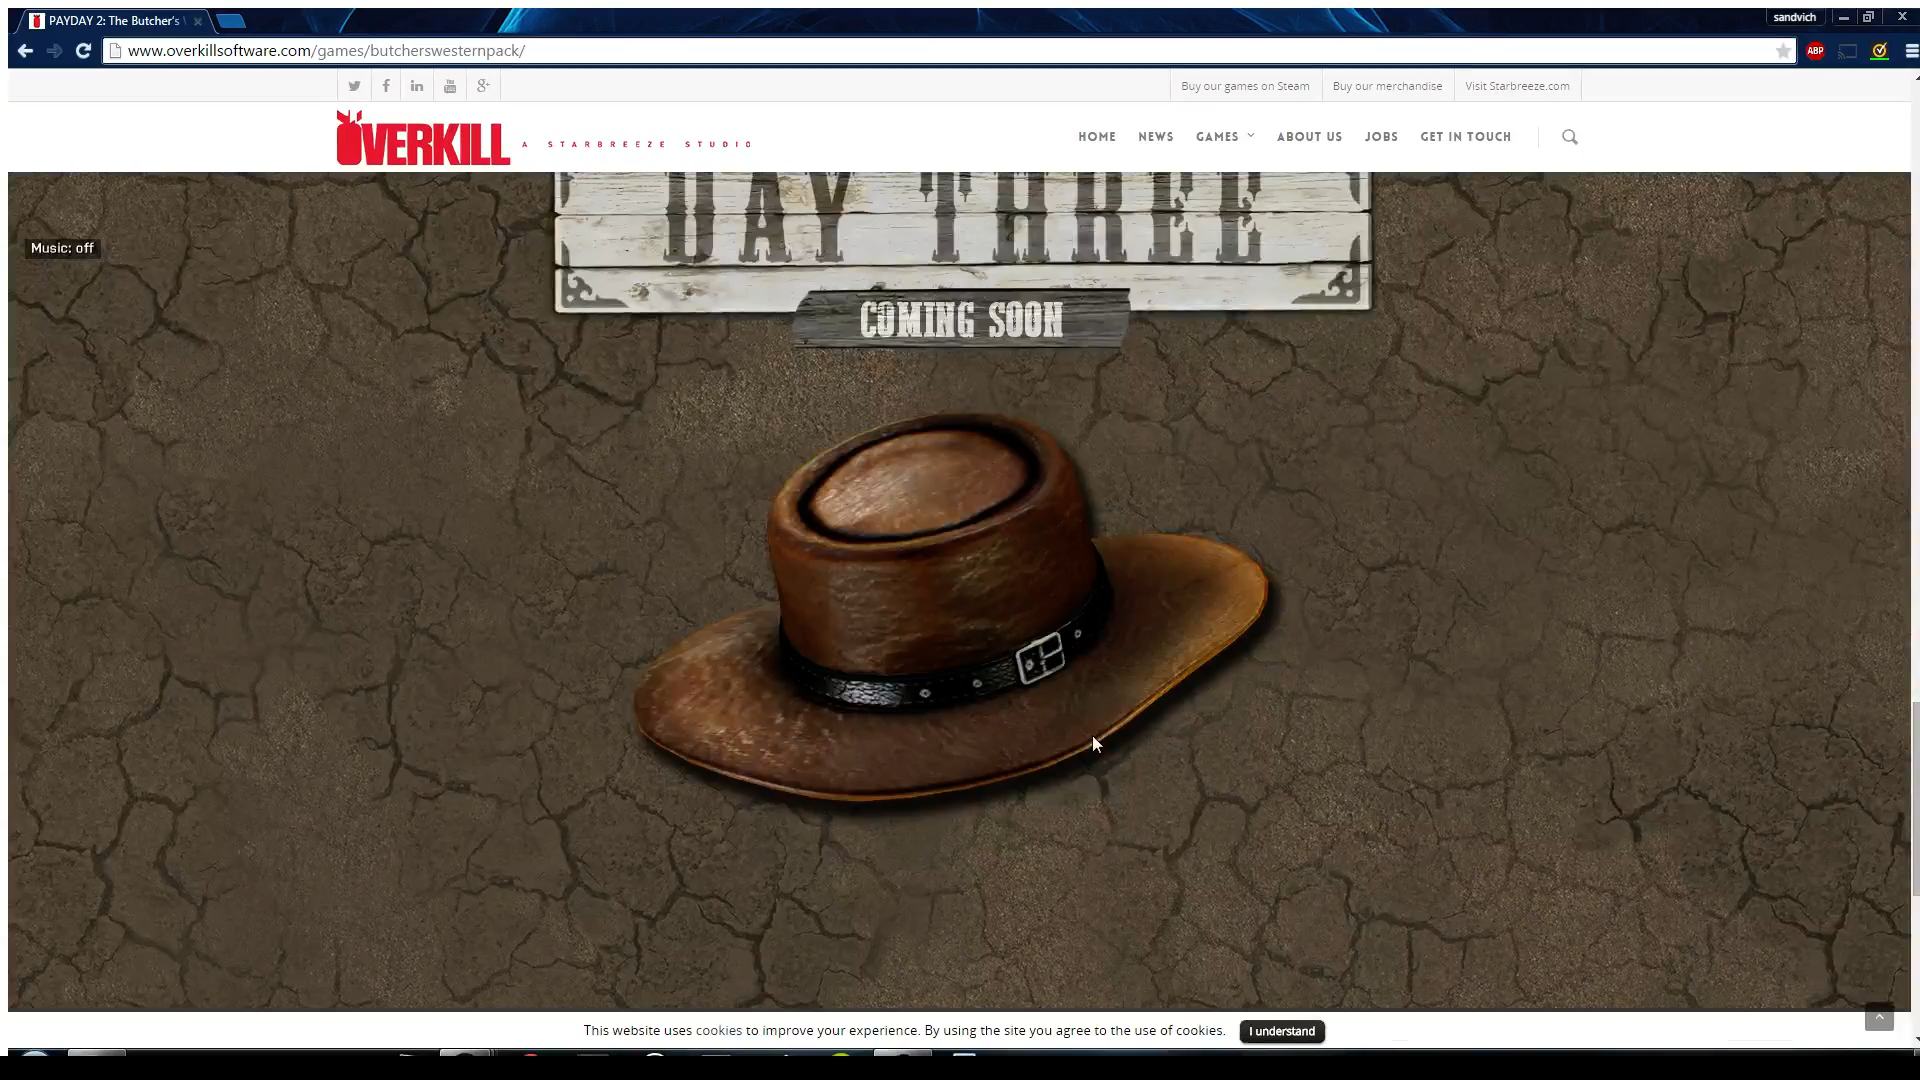 PAYDAY 2: The Butcher's
sandvich
www.overkillsoftware.com/games/butcherswesternpack/
ABP
Buy our games on Steam
Buy our merchandise
Visit Starbreeze.com
OVERKILL
A STARBREEZE STUDIO
HOME
NEWS
GAMES
ABOUT US
JOBS
GET IN TOUCH
DAY THREE
Music: off
COMING SOON
This website uses cookies to improve your experience. By using the site you agree to the use of cookies.
I understand